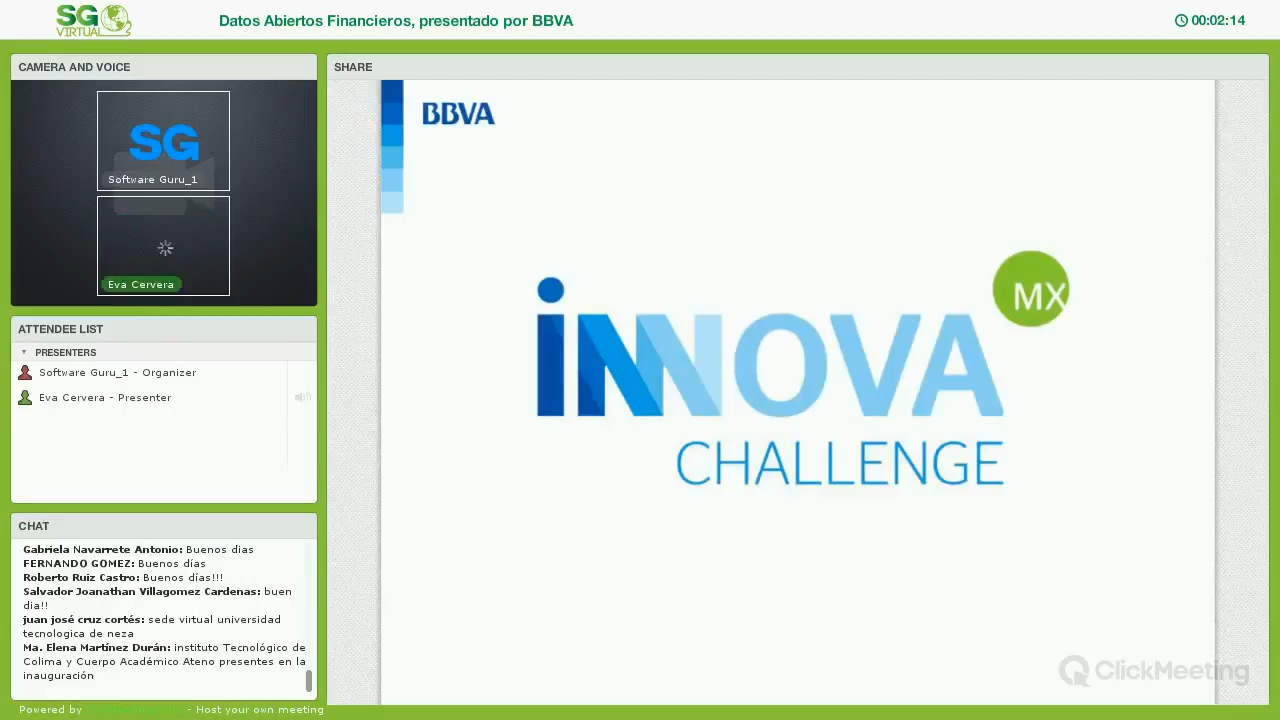 SG
VIRTUAL
Datos Abiertos Financieros, presentado por BBVA
00:02:14
CAMERA AND VOICE
SG
Software Guru_1
Eva Cervera
ATTENDEE LIST
PRESENTERS
Software Guru_1 - Organizer
Eva Cervera - Presenter
CHAT
Gabriela Navarrete Antonio: Buenos dias
FERNANDO GOMEZ: Buenos días
Roberto Ruiz Castro: Buenos días!!!
Salvador Joanathan Villagomez Cardenas: buen
dia!!
juan josé cruz cortés: sede virtual universidad
tecnologica de neza
Ma. Elena Martínez Durán: instituto Tecnológico de
Colima y Cuerpo Académico Ateno presentes en la
inauguración
Powered by
- Host your own meeting
SHARE
BBVA
iNNOVA
MX
CHALLENGE
ClickMeeting